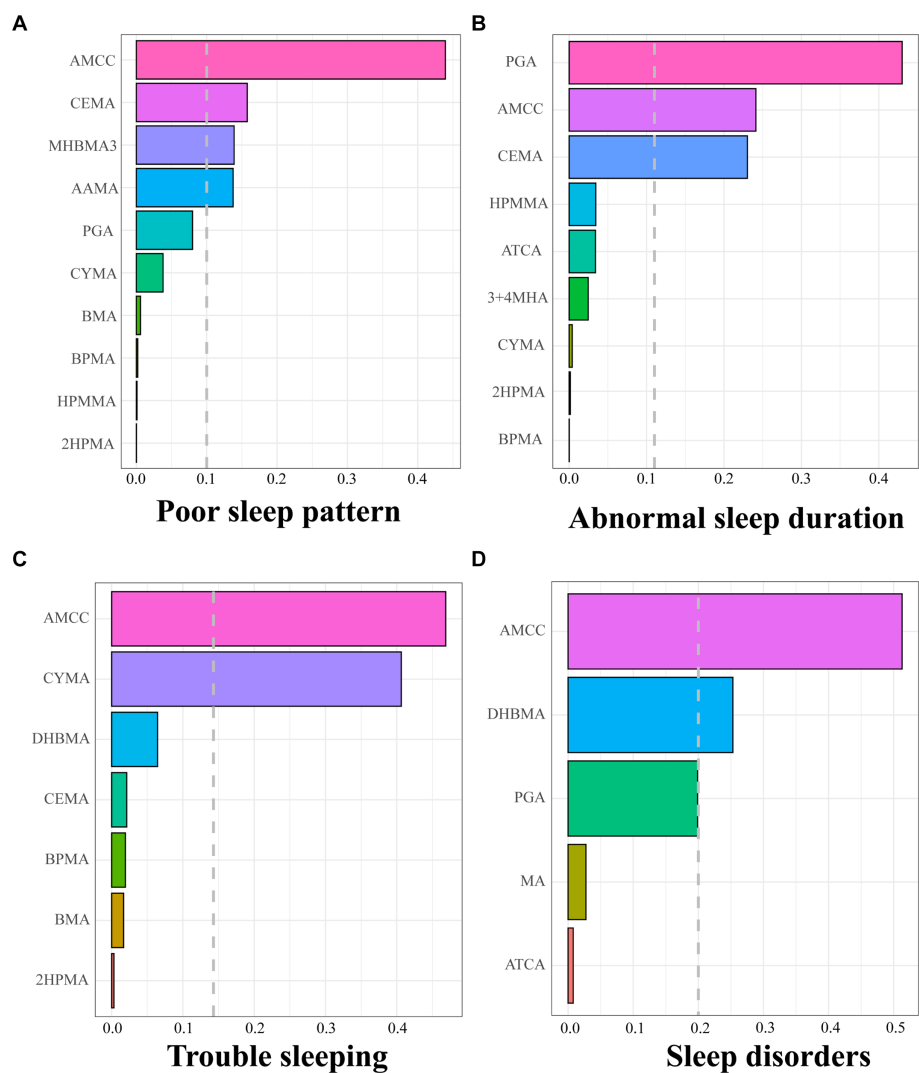 A
AMCC
CEMA
MHBMA3
AAMA
PGA
CYMA
BMA
BPMA
HPMMA
2HPMA
0.0 0.1 0.2 0.3 0.4
Poor sleep pattern
B
PGA
AMCC
CEMA
HPMMA
ATCA
3+4MHA
CYMA
2HPMA
BPMA
0.0 0.1 0.2 0.3 0.4
Abnormal sleep duration
C
AMCC
CYMA
DHBMA
CEMA
BPMA
BMA
2HPMA
0.0 0.1 0.2 0.3 0.4
Trouble sleeping
D
AMCC
DHBMA
PGA
MA
ATCA
0.0 0.1 0.2 0.3 0.4 0.5
Sleep disorders